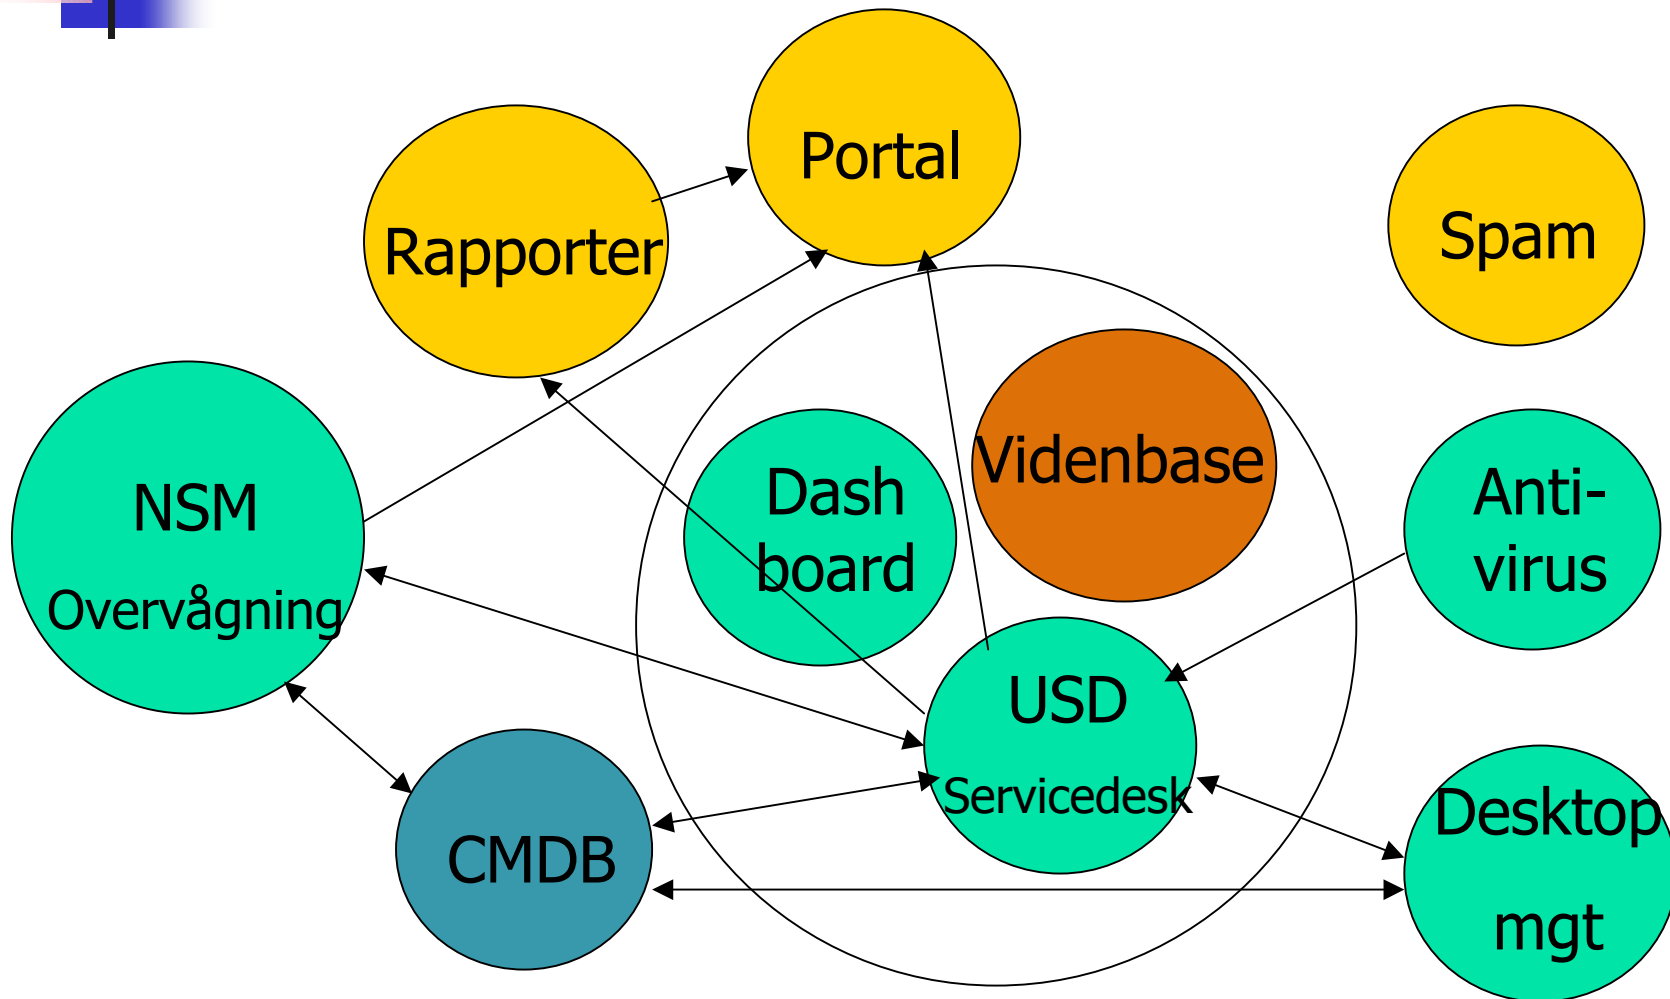 Portal
Rapporter
Spam
Videnbase
Dash
board
Anti-
virus
NSM
Overvågning
USD
Servicedesk
CMDB
Desktop
mgt